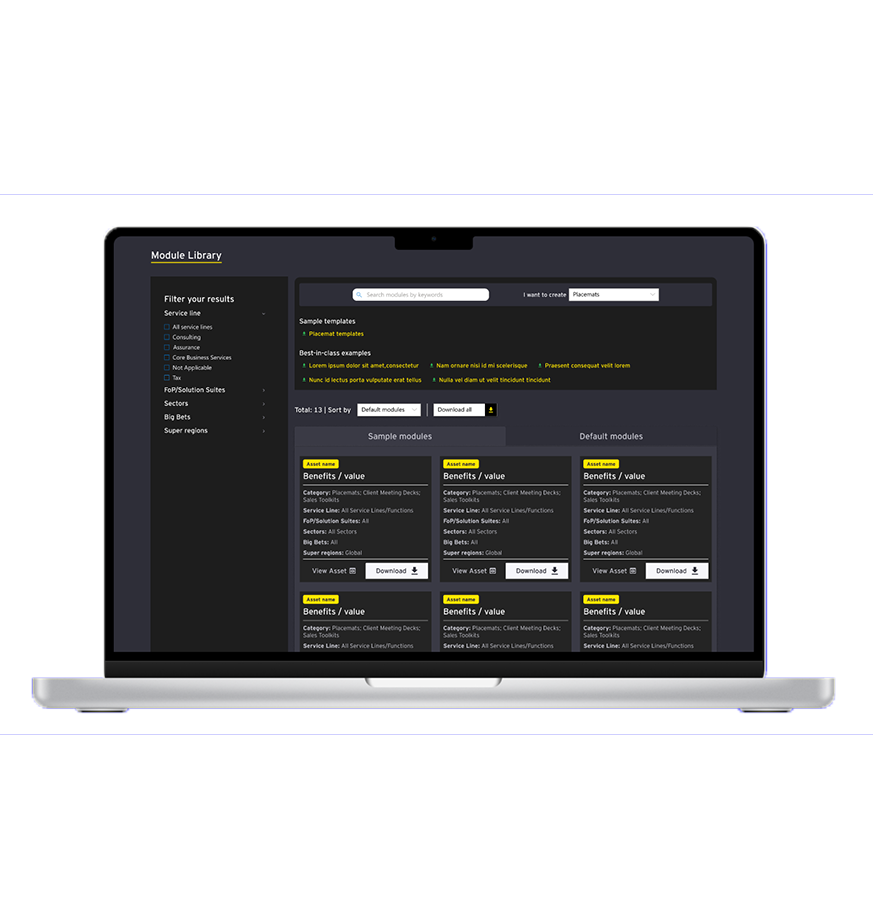 Module Library
Filter your results
Service line
All service lines
Consulting
Assurance
Core Business Services
Not Applicable
Tax
FoP/Solution Suites
Sectors
Big Bets
Super regions
Search modules by keywords
I want to create
Placemats
Sample templates
Placemat templates
Best-in-class examples
Lorem ipsum dolor sit amet,consectetur
Nam ornare nisi id mi scelerisque
Praesent consequat velit lorem
Nunc id lectus porta vulputate erat tellus
Nulla vel diam ut velit tincidunt tincidunt
Total: 13 | Sort by
Default modules
Download all
Sample modules
Default modules
Asset name
Benefits / value
Category: Placemats; Client Meeting Decks;
Sales Toolkits
Service Line: All Service Lines/Functions
FoP/Solution Suites: All
Sectors: All Sectors
Big Bets: All
Super regions: Global
View Asset
Download
Asset name
Benefits / value
Category: Placemats; Client Meeting Decks;
Sales Toolkits
Service Line: All Service Lines/Functions
FoP/Solution Suites: All
Sectors: All Sectors
Big Bets: All
Super regions: Global
View Asset
Download
Asset name
Benefits / value
Category: Placemats; Client Meeting Decks;
Sales Toolkits
Service Line: All Service Lines/Functions
FoP/Solution Suites: All
Sectors: All Sectors
Big Bets: All
Super regions: Global
View Asset
Download
Asset name
Benefits / value
Category: Placemats; Client Meeting Decks;
Sales Toolkits
Service Line: All Service Lines/Functions
Asset name
Benefits / value
Category: Placemats; Client Meeting Decks;
Sales Toolkits
Service Line: All Service Lines/Functions
Asset name
Benefits / value
Category: Placemats; Client Meeting Decks;
Sales Toolkits
Service Line: All Service Lines/Functions